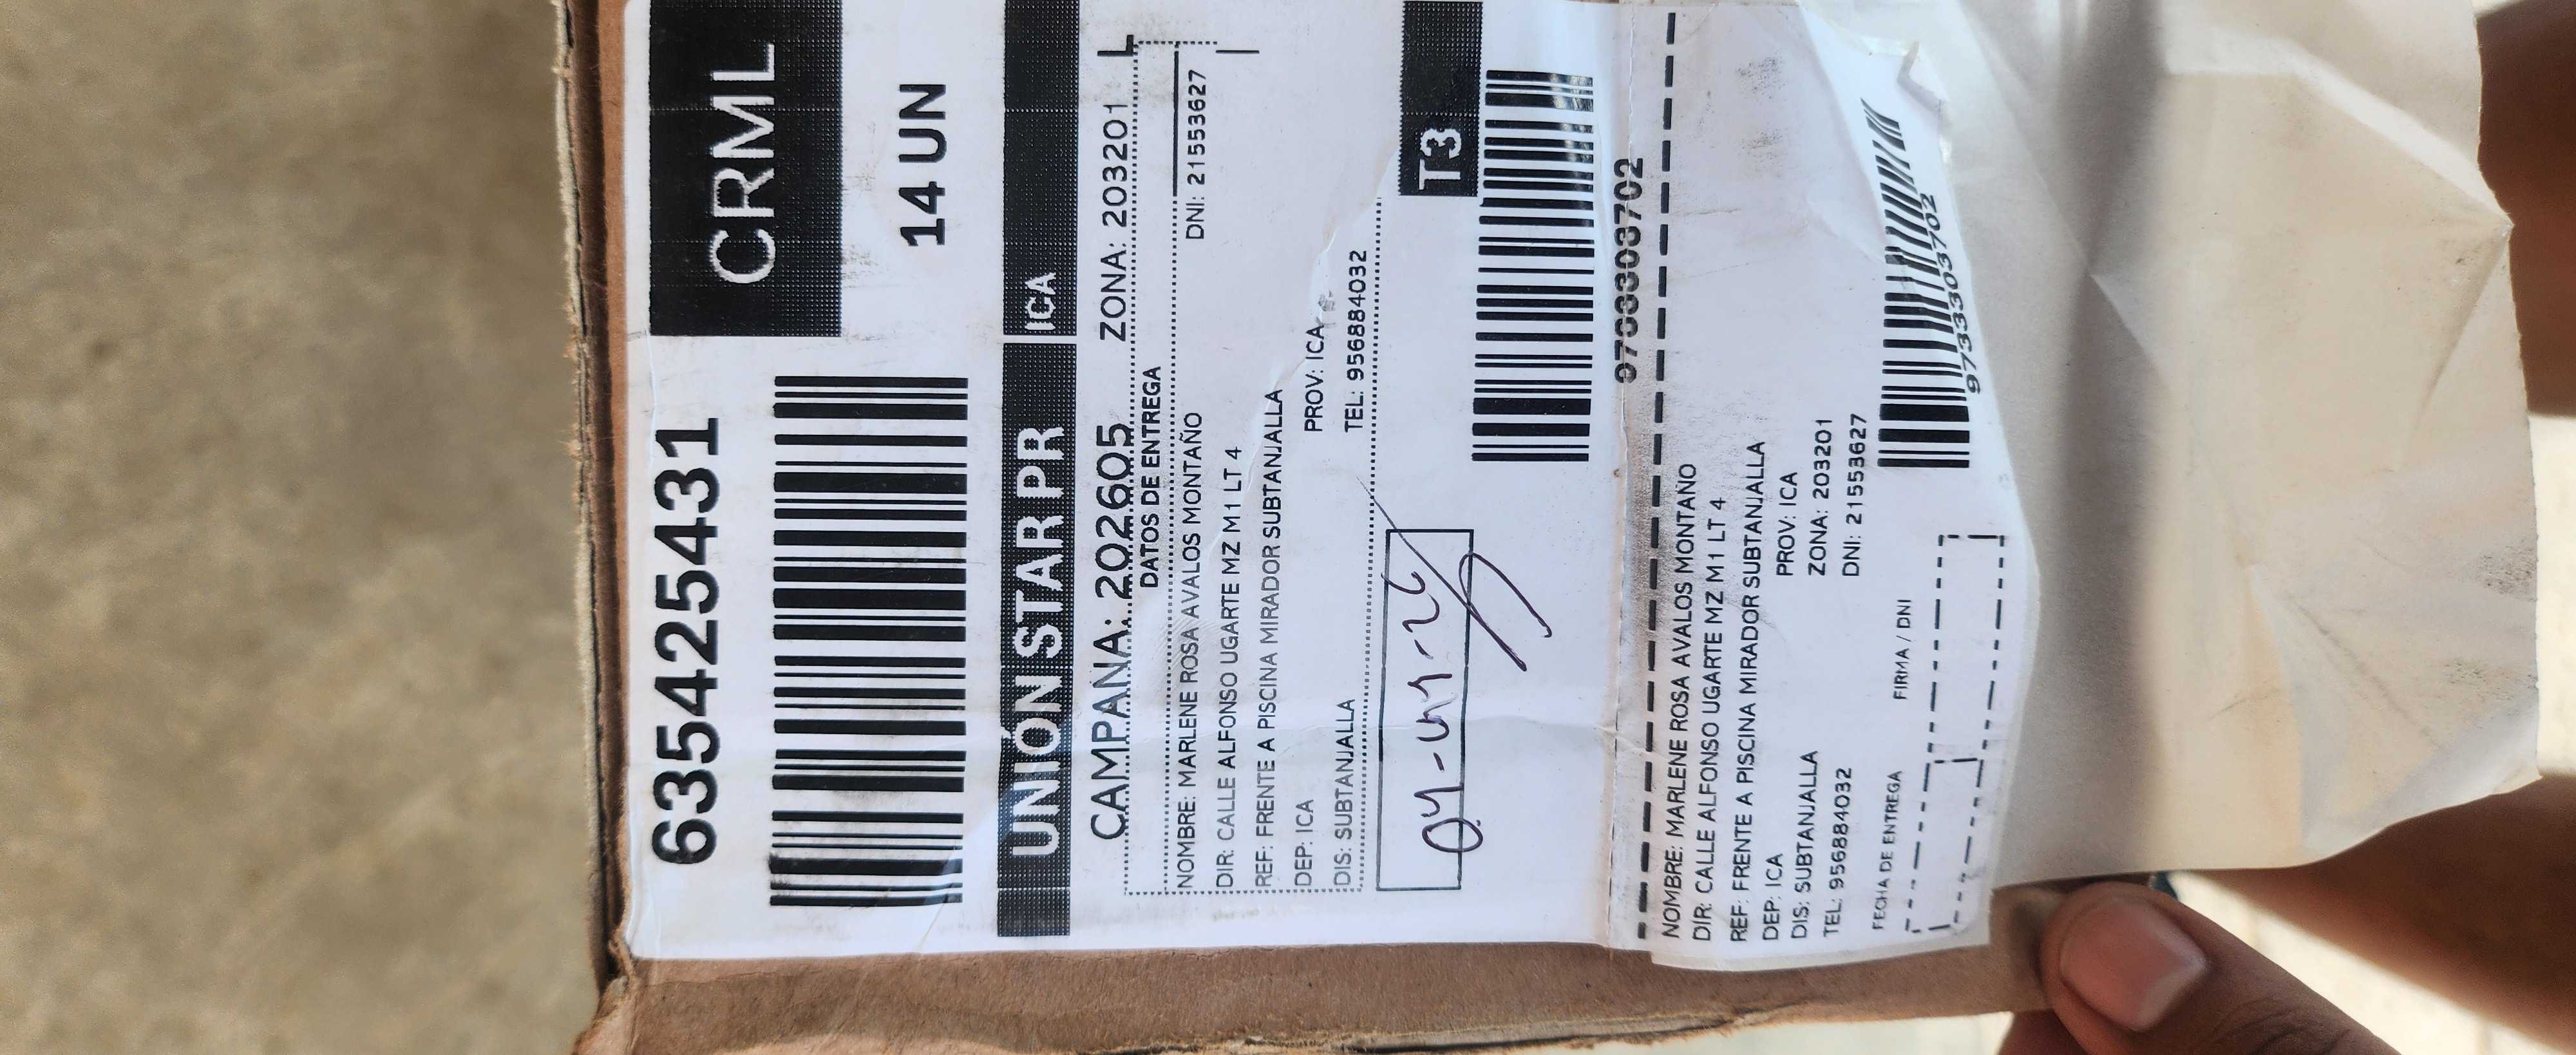 6354254431
CRML
14 UN
UNIÓN STAR PR
ICA
CAMPAÑA: 202605 ZONA: 203201
DATOS DE ENTREGA
NOMBRE: MARLENE ROSA AVALOS MONTAÑO DNI: 21553627
DIR: CALLE ALFONSO UGARTE MZ M1 LT 4
REF: FRENTE A PISCINA MIRADOR SUBTANJALLA
DEP: ICA PROV: ICA
DIS: SUBTANJALLA TEL: 956884032
T3
9733303702
NOMBRE: MARLENE ROSA AVALOS MONTAÑO
DIR: CALLE ALFONSO UGARTE MZ M1 LT 4
REF: FRENTE A PISCINA MIRADOR SUBTANJALLA
DEP: ICA PROV: ICA
DIS: SUBTANJALLA ZONA: 203201
TEL: 956884032 DNI: 21553627
FECHA DE ENTREGA FIRMA / DNI
9733303702